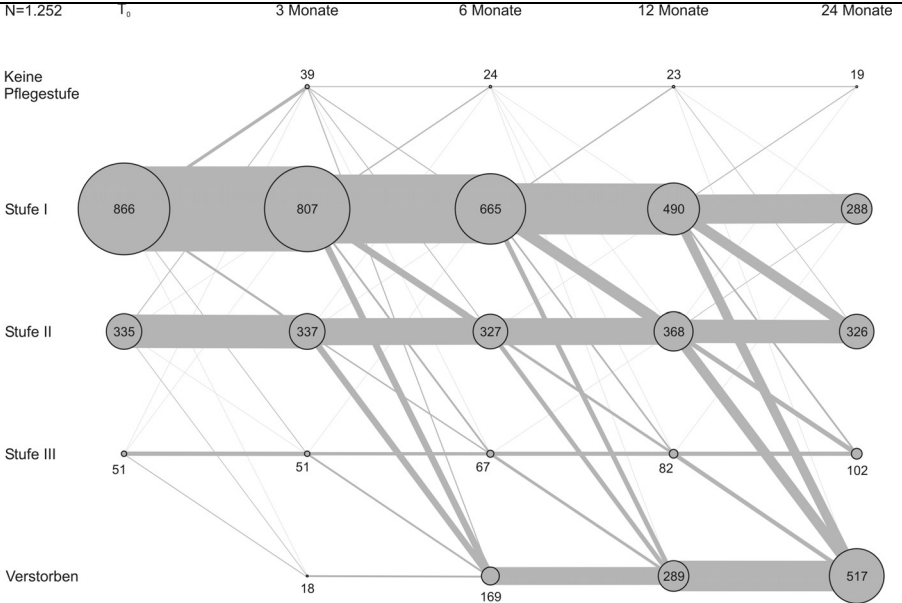 N=1.252 T₀ 3 Monate 6 Monate 12 Monate 24 Monate
Keine
Pflegestufe
39 24 23 19
Stufe I 866 807 665 490 288
Stufe II 335 337 327 368 326
Stufe III 51 51 67 82 102
Verstorben 18 169 289 517